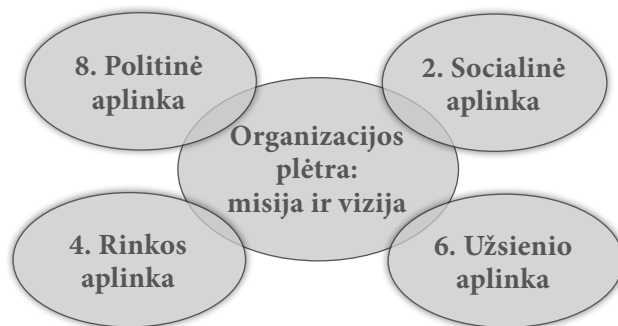 8. Politinė
aplinka
2. Socialinė
aplinka
Organizacijos
plėtra:
misija ir vizija
4. Rinkos
aplinka
6. Užsienio
aplinka